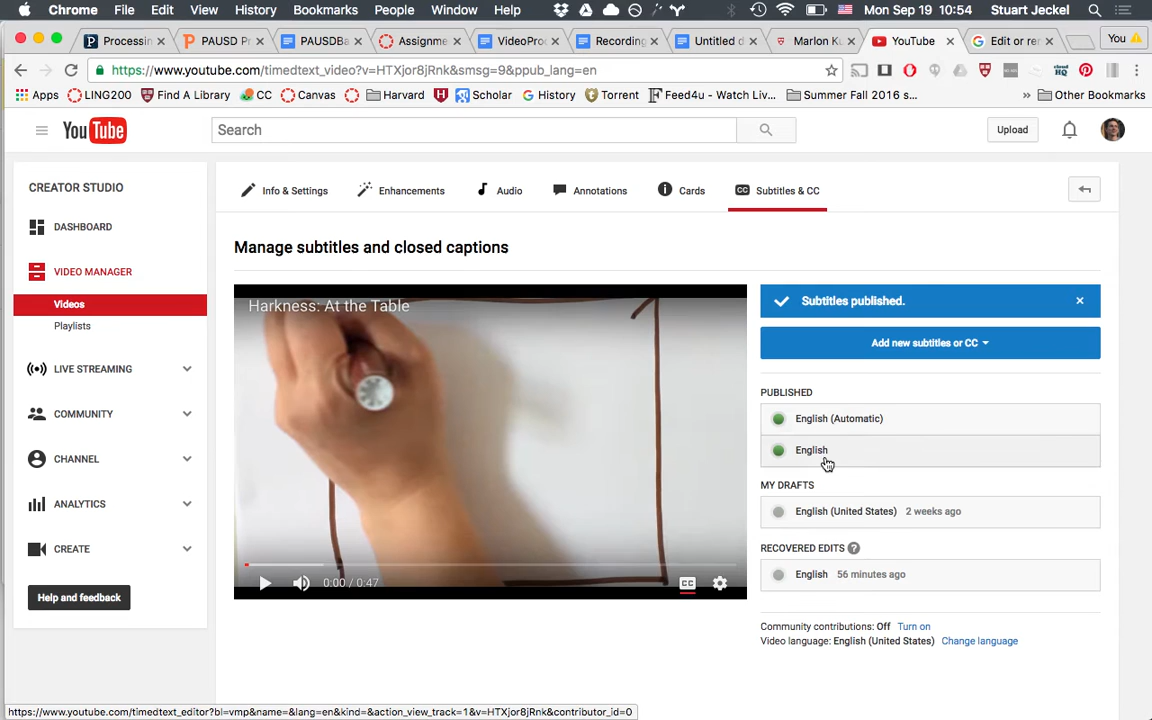 Chrome File Edit View History Bookmarks People Window Help Mon Sep 19 10:54 Stuart Jeckel
Processin PAUSD Pr PAUSDBa Assignme VideoProc Recording Untitled d Marlon Ku YouTube Edit or re You
https://www.youtube.com/timedtext_video?v=HTXjor8jRnk&smsg=9&ppub_lang=en
Apps LING200 Find A Library CC Canvas Harvard Scholar History Torrent Feed4u - Watch Liv... Summer Fall 2016 s... » Other Bookmarks
YouTube Search Upload
CREATOR STUDIO
DASHBOARD
VIDEO MANAGER
Videos
Playlists
LIVE STREAMING
COMMUNITY
CHANNEL
ANALYTICS
CREATE
Help and feedback
Info & Settings Enhancements Audio Annotations Cards CC Subtitles & CC
Manage subtitles and closed captions
Harkness: At the Table
0:00 / 0:47 CC
Subtitles published. ×
Add new subtitles or CC
PUBLISHED
English (Automatic)
English
MY DRAFTS
English (United States) 2 weeks ago
RECOVERED EDITS ?
English 56 minutes ago
Community contributions: Off Turn on
Video language: English (United States) Change language
https://www.youtube.com/timedtext_editor?bl=vmp&name=&lang=en&kind=&action_view_track=1&v=HTXjor8jRnk&contributor_id=0